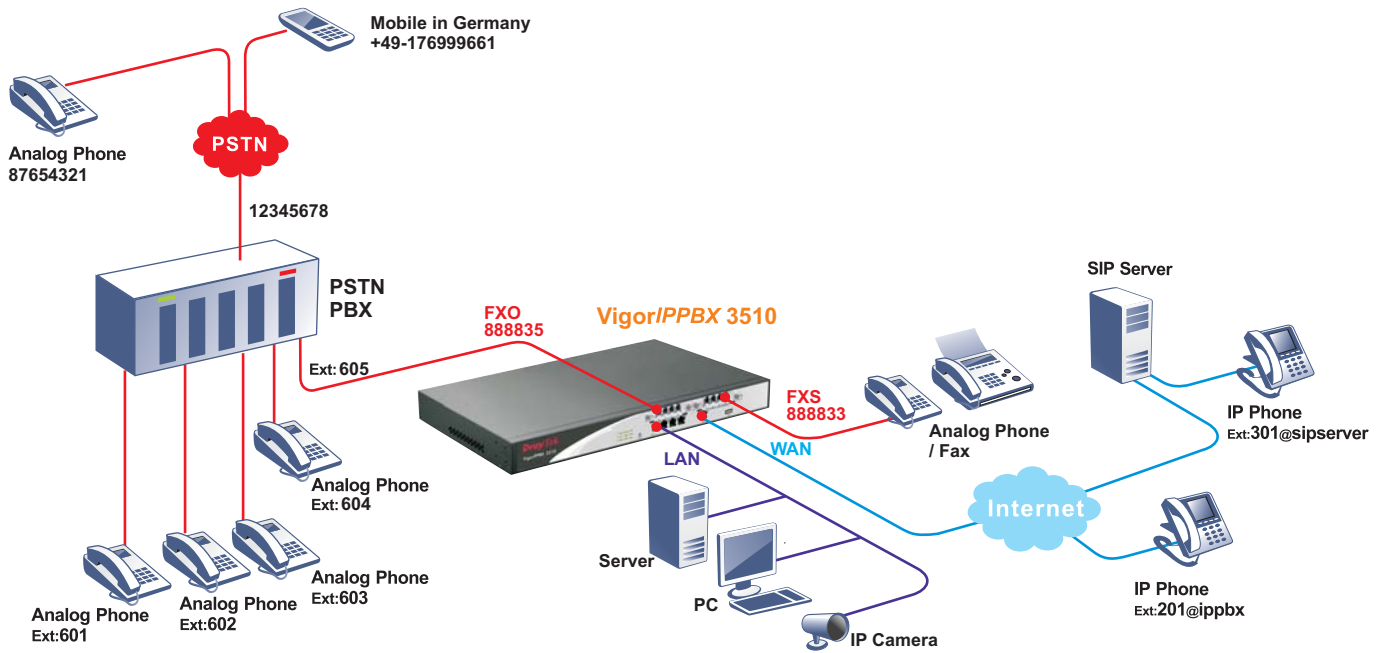 Mobile in Germany
+49-176999661
PSTN
Analog Phone
87654321
12345678
PSTN
PBX
Ext:605
FXO
888835
VigorIPPBX 3510
DrayTek
VigorIPPBX 3510
FXS
888833
Analog Phone
/ Fax
LAN
WAN
SIP Server
IP Phone
Ext:301@sipserver
Internet
IP Phone
Ext:201@ippbx
Server
PC
IP Camera
Analog Phone
Ext:604
Analog Phone
Ext:603
Analog Phone
Ext:602
Analog Phone
Ext:601